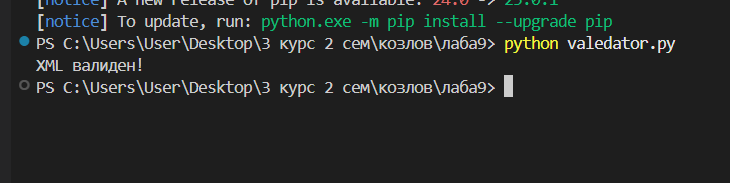 [notice] A new release of pip is available: 24.0 -> 25.0.1
[notice] To update, run: python.exe -m pip install --upgrade pip
PS C:\Users\User\Desktop\3 курс 2 сем\козлов\лаба9> python valedator.py
XML валиден!
PS C:\Users\User\Desktop\3 курс 2 сем\козлов\лаба9>